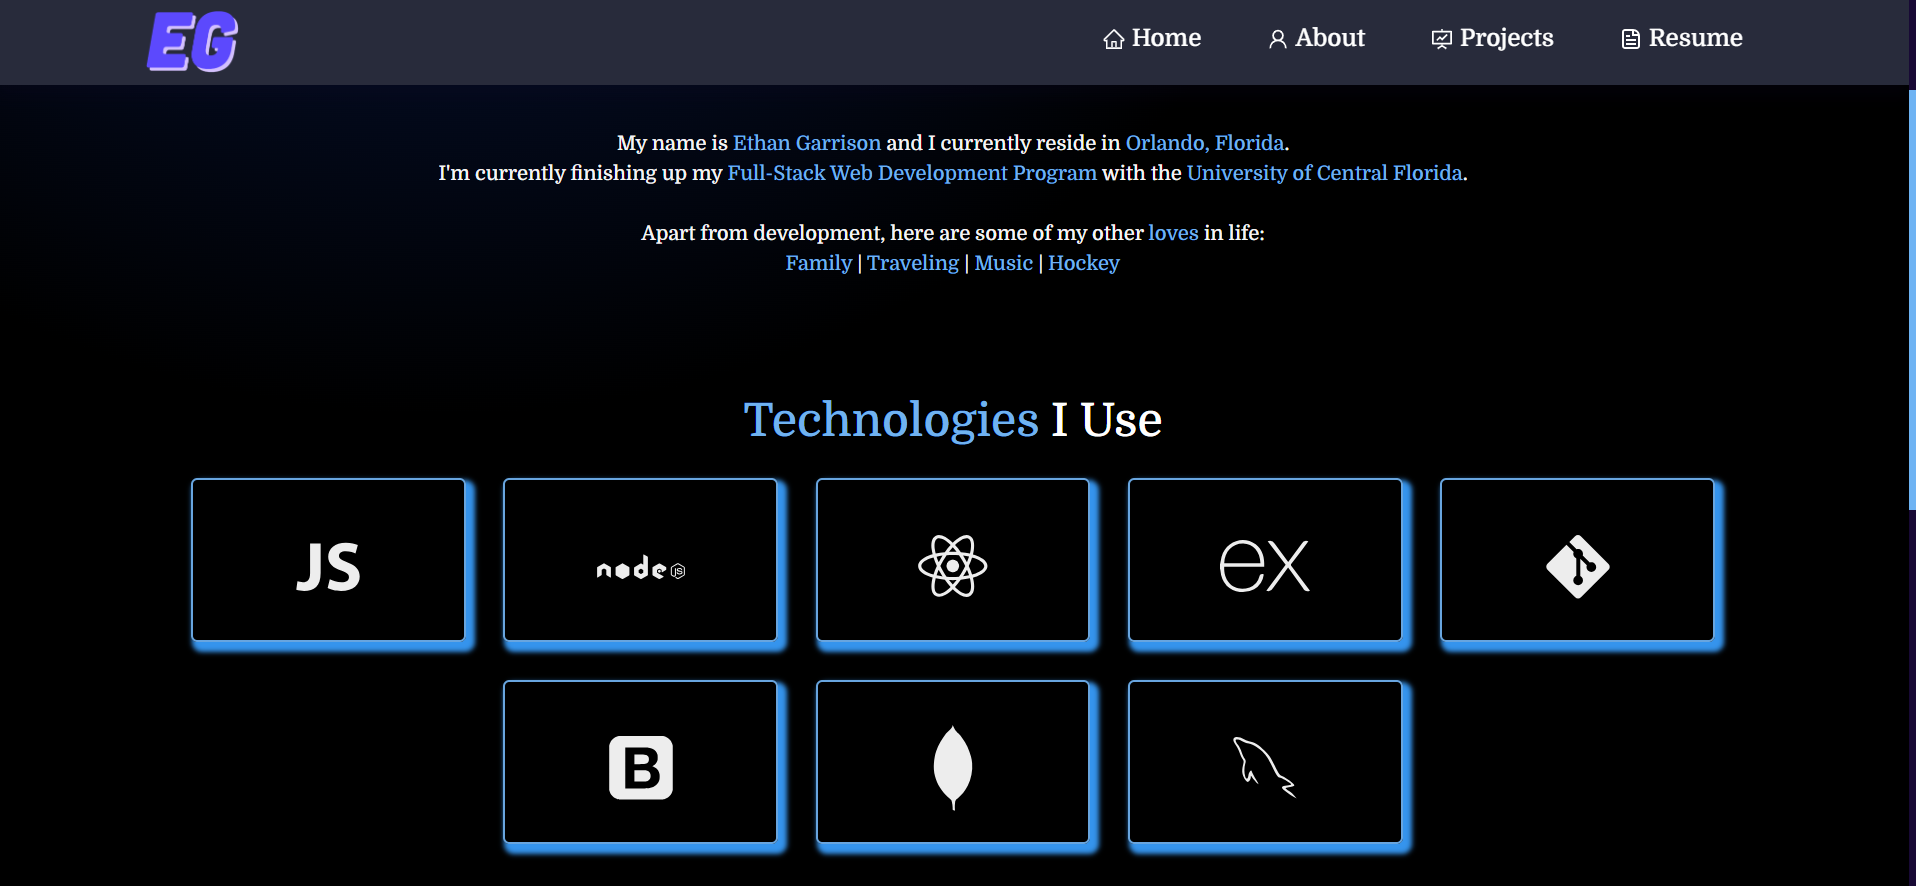 EG
Home About Projects Resume
My name is Ethan Garrison and I currently reside in Orlando, Florida.
I'm currently finishing up my Full-Stack Web Development Program with the University of Central Florida.
Apart from development, here are some of my other loves in life:
Family | Traveling | Music | Hockey
Technologies I Use
JS node JS ex
B